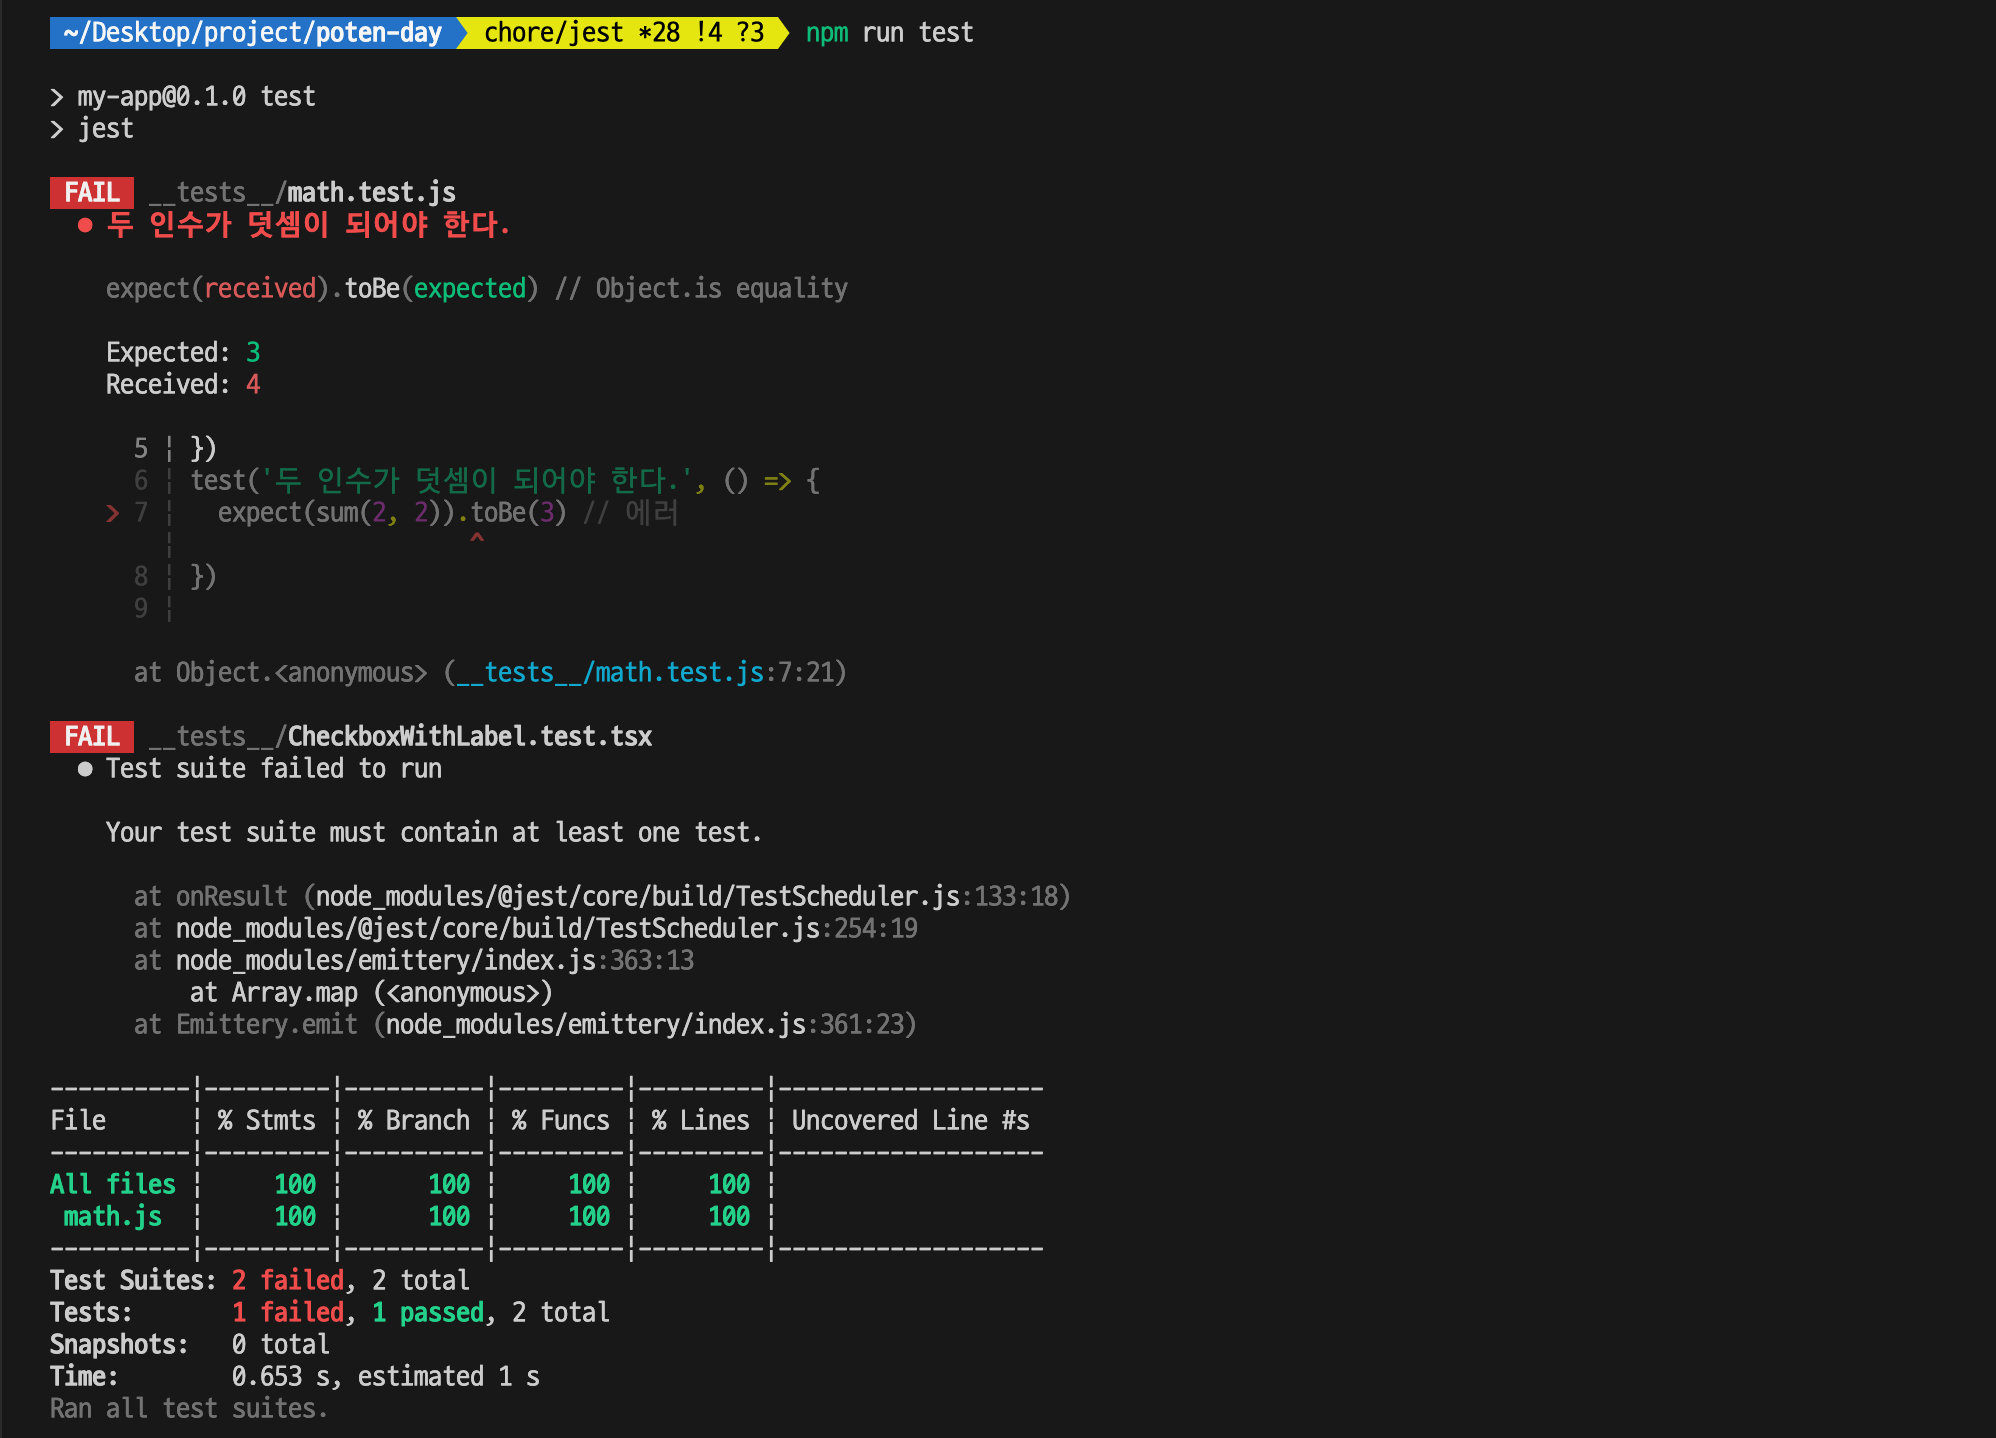 ~/Desktop/project/poten-day chore/jest *28 !4 ?3 npm run test
> my-app@0.1.0 test
> jest
FAIL __tests__/math.test.js
● 두 인수가 덧셈이 되어야 한다.
expect(received).toBe(expected) // Object.is equality
Expected: 3
Received: 4
5 | })
6 | test('두 인수가 덧셈이 되어야 한다.', () => {
> 7 | expect(sum(2, 2)).toBe(3) // 에러
| ^
8 | })
9 |
at Object.<anonymous> (__tests__/math.test.js:7:21)
FAIL __tests__/CheckboxWithLabel.test.tsx
● Test suite failed to run
Your test suite must contain at least one test.
at onResult (node_modules/@jest/core/build/TestScheduler.js:133:18)
at node_modules/@jest/core/build/TestScheduler.js:254:19
at node_modules/emittery/index.js:363:13
at Array.map (<anonymous>)
at Emittery.emit (node_modules/emittery/index.js:361:23)
----------|---------|----------|---------|---------|-------------------
File | % Stmts | % Branch | % Funcs | % Lines | Uncovered Line #s
----------|---------|----------|---------|---------|-------------------
All files | 100 | 100 | 100 | 100 |
math.js | 100 | 100 | 100 | 100 |
----------|---------|----------|---------|---------|-------------------
Test Suites: 2 failed, 2 total
Tests: 1 failed, 1 passed, 2 total
Snapshots: 0 total
Time: 0.653 s, estimated 1 s
Ran all test suites.